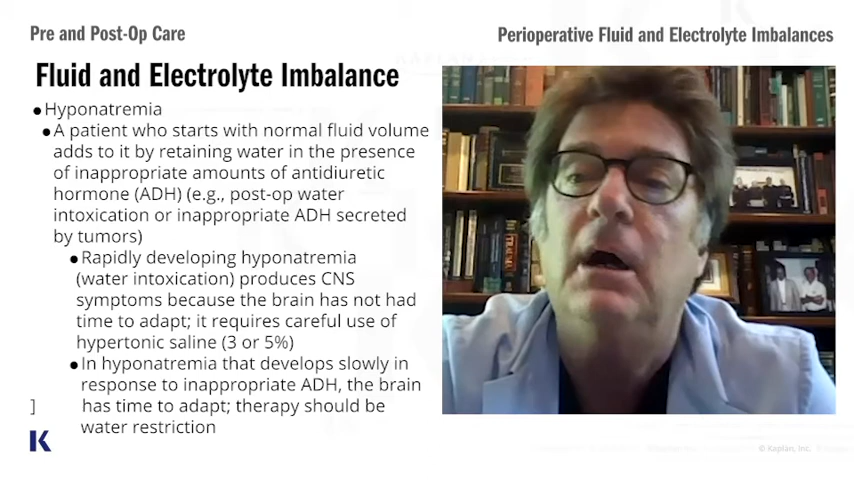 Pre and Post-Op Care
Perioperative Fluid and Electrolyte Imbalances
Fluid and Electrolyte Imbalance
●Hyponatremia
●A patient who starts with normal fluid volume
adds to it by retaining water in the presence
of inappropriate amounts of antidiuretic
hormone (ADH) (e.g., post-op water
intoxication or inappropriate ADH secreted
by tumors)
●Rapidly developing hyponatremia
(water intoxication) produces CNS
symptoms because the brain has not had
time to adapt; it requires careful use of
hypertonic saline (3 or 5%)
●In hyponatremia that develops slowly in
response to inappropriate ADH, the brain
] has time to adapt; therapy should be
water restriction
K
© Kaplan, Inc.
TRAUMA